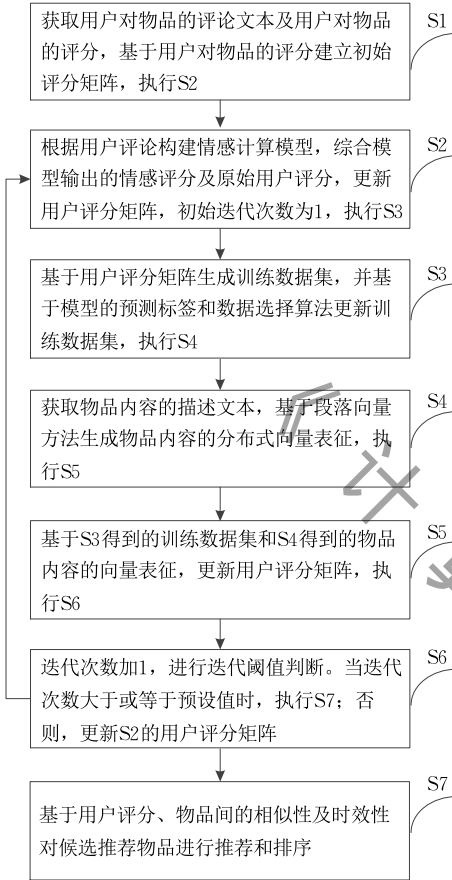 获取用户对物品的评论文本及用户对物品
的评分，基于用户对物品的评分建立初始
评分矩阵，执行S2
S1
根据用户评论构建情感计算模型，综合模
型输出的情感评分及原始用户评分，更新
用户评分矩阵，初始迭代次数为1，执行S3
S2
基于用户评分矩阵生成训练数据集，并基
于模型的预测标签和数据选择算法更新训
练数据集，执行S4
S3
获取物品内容的描述文本，基于段落向量
方法生成物品内容的分布式向量表征，执
行S5
S4
基于S3得到的训练数据集和S4得到的物品
内容的向量表征，更新用户评分矩阵，执
行S6
S5
迭代次数加1，进行迭代阈值判断。当迭代
次数大于或等于预设值时，执行S7；否
则，更新S2的用户评分矩阵
S6
基于用户评分、物品间的相似性及时效性
对候选推荐物品进行推荐和排序
S7
《计